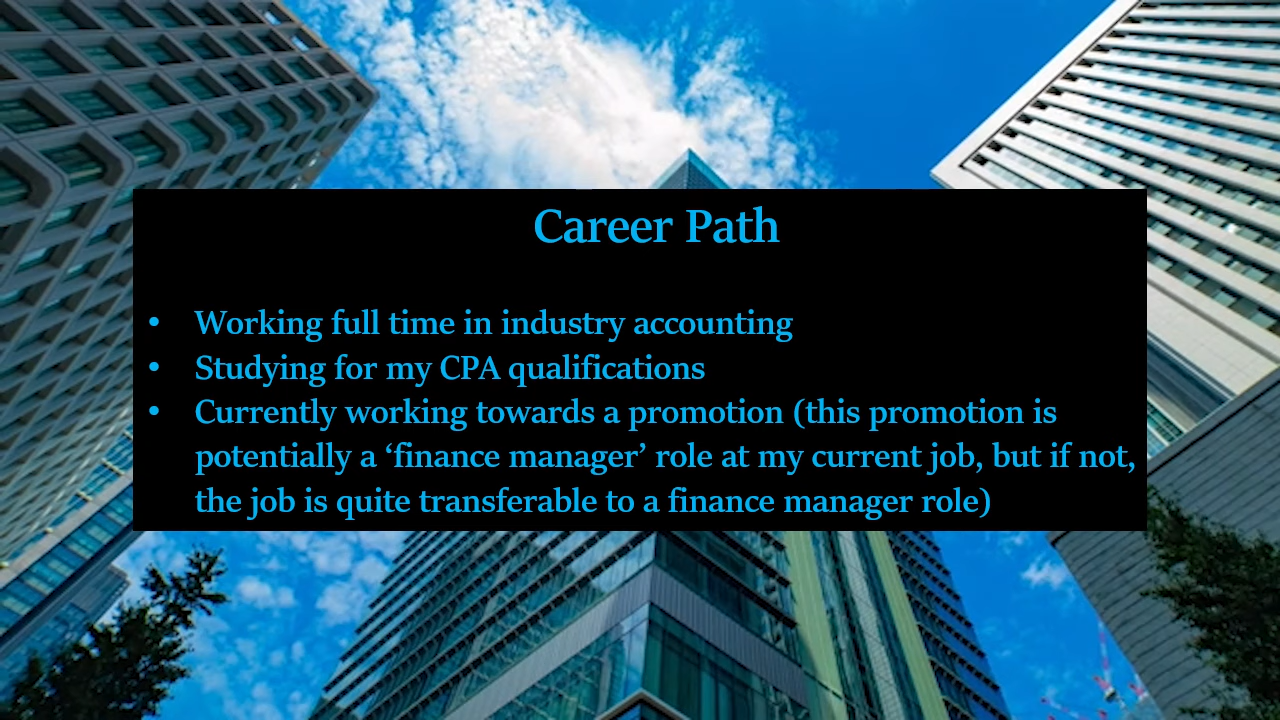 Career Path
• Working full time in industry accounting
• Studying for my CPA qualifications
• Currently working towards a promotion (this promotion is
potentially a ‘finance manager’ role at my current job, but if not,
the job is quite transferable to a finance manager role)